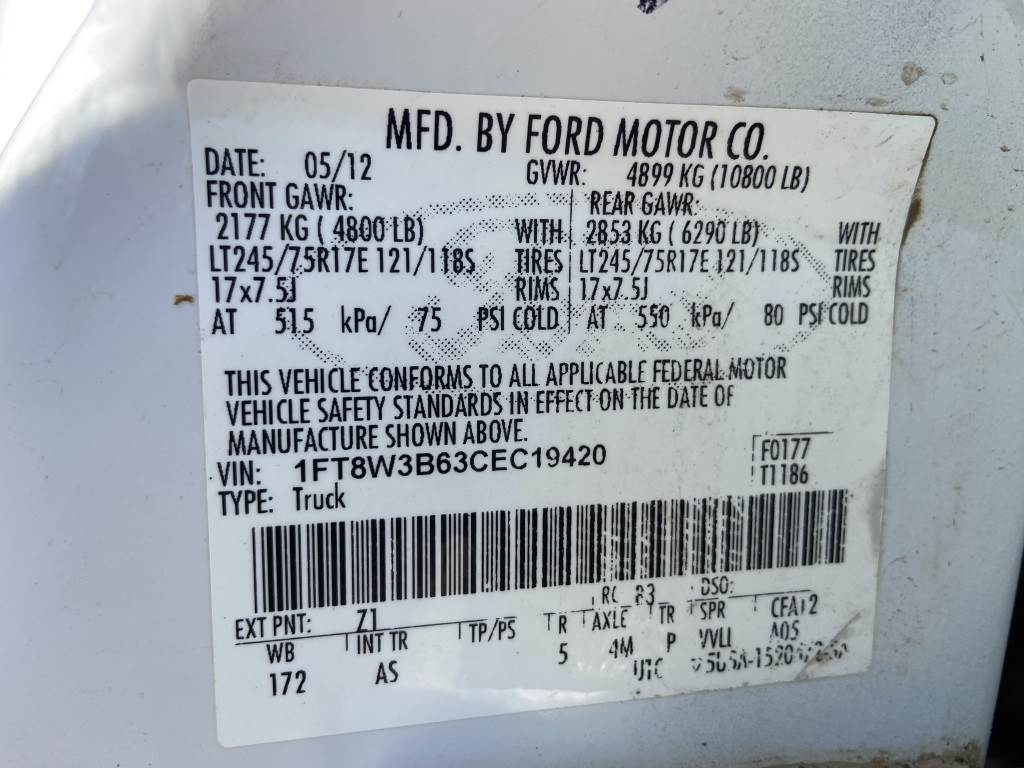 MFD. BY FORD MOTOR CO.
DATE: 05/12 GVWR: 4899 KG (10800 LB)
FRONT GAWR: REAR GAWR:
2177 KG ( 4800 LB) WITH 2853 KG ( 6290 LB) WITH
LT245/75R17E 121/118S TIRES LT245/75R17E 121/118S TIRES
17x7.5J RIMS 17x7.5J RIMS
AT 515 kPa/ 75 PSI COLD AT 550 kPa/ 80 PSI COLD
THIS VEHICLE CONFORMS TO ALL APPLICABLE FEDERAL MOTOR
VEHICLE SAFETY STANDARDS IN EFFECT ON THE DATE OF
MANUFACTURE SHOWN ABOVE.
VIN: 1FT8W3B63CEC19420 F0177
TYPE: Truck T1186
RC 83 DSO:
EXT PNT: Z1
WB INT TR TP/PS R AXLE TR SPR
172 AS 5 4M P VVLL
UTC